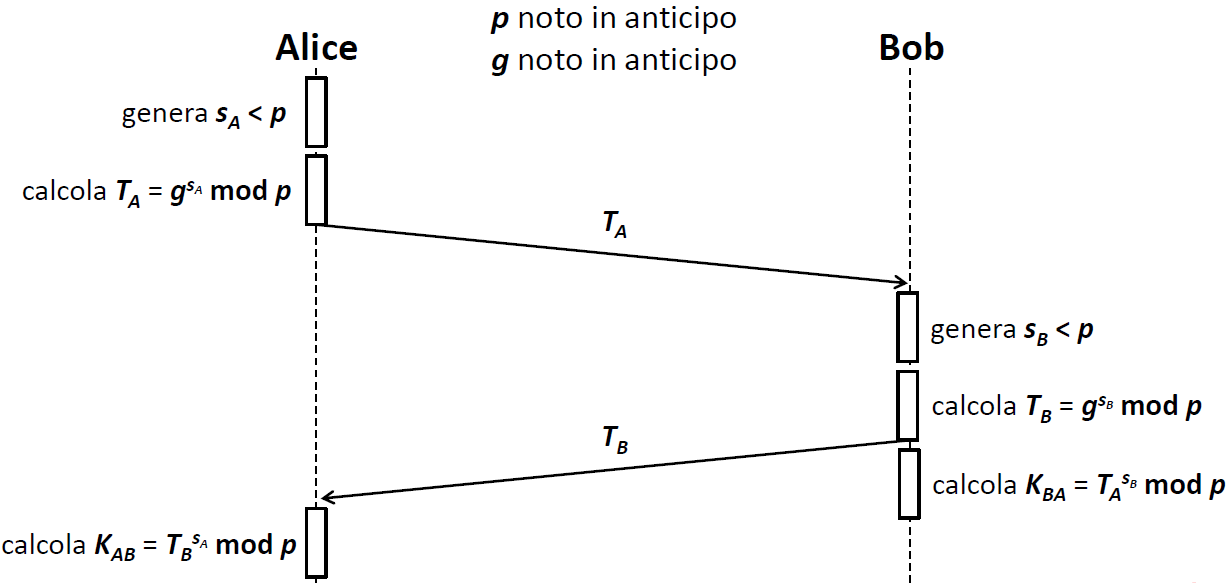 p noto in anticipo
g noto in anticipo
Alice
Bob
genera s_A < p
calcola T_A = g^{s_A} mod p
T_A
genera s_B < p
calcola T_B = g^{s_B} mod p
T_B
calcola K_{BA} = T_A^{s_B} mod p
calcola K_{AB} = T_B^{s_A} mod p